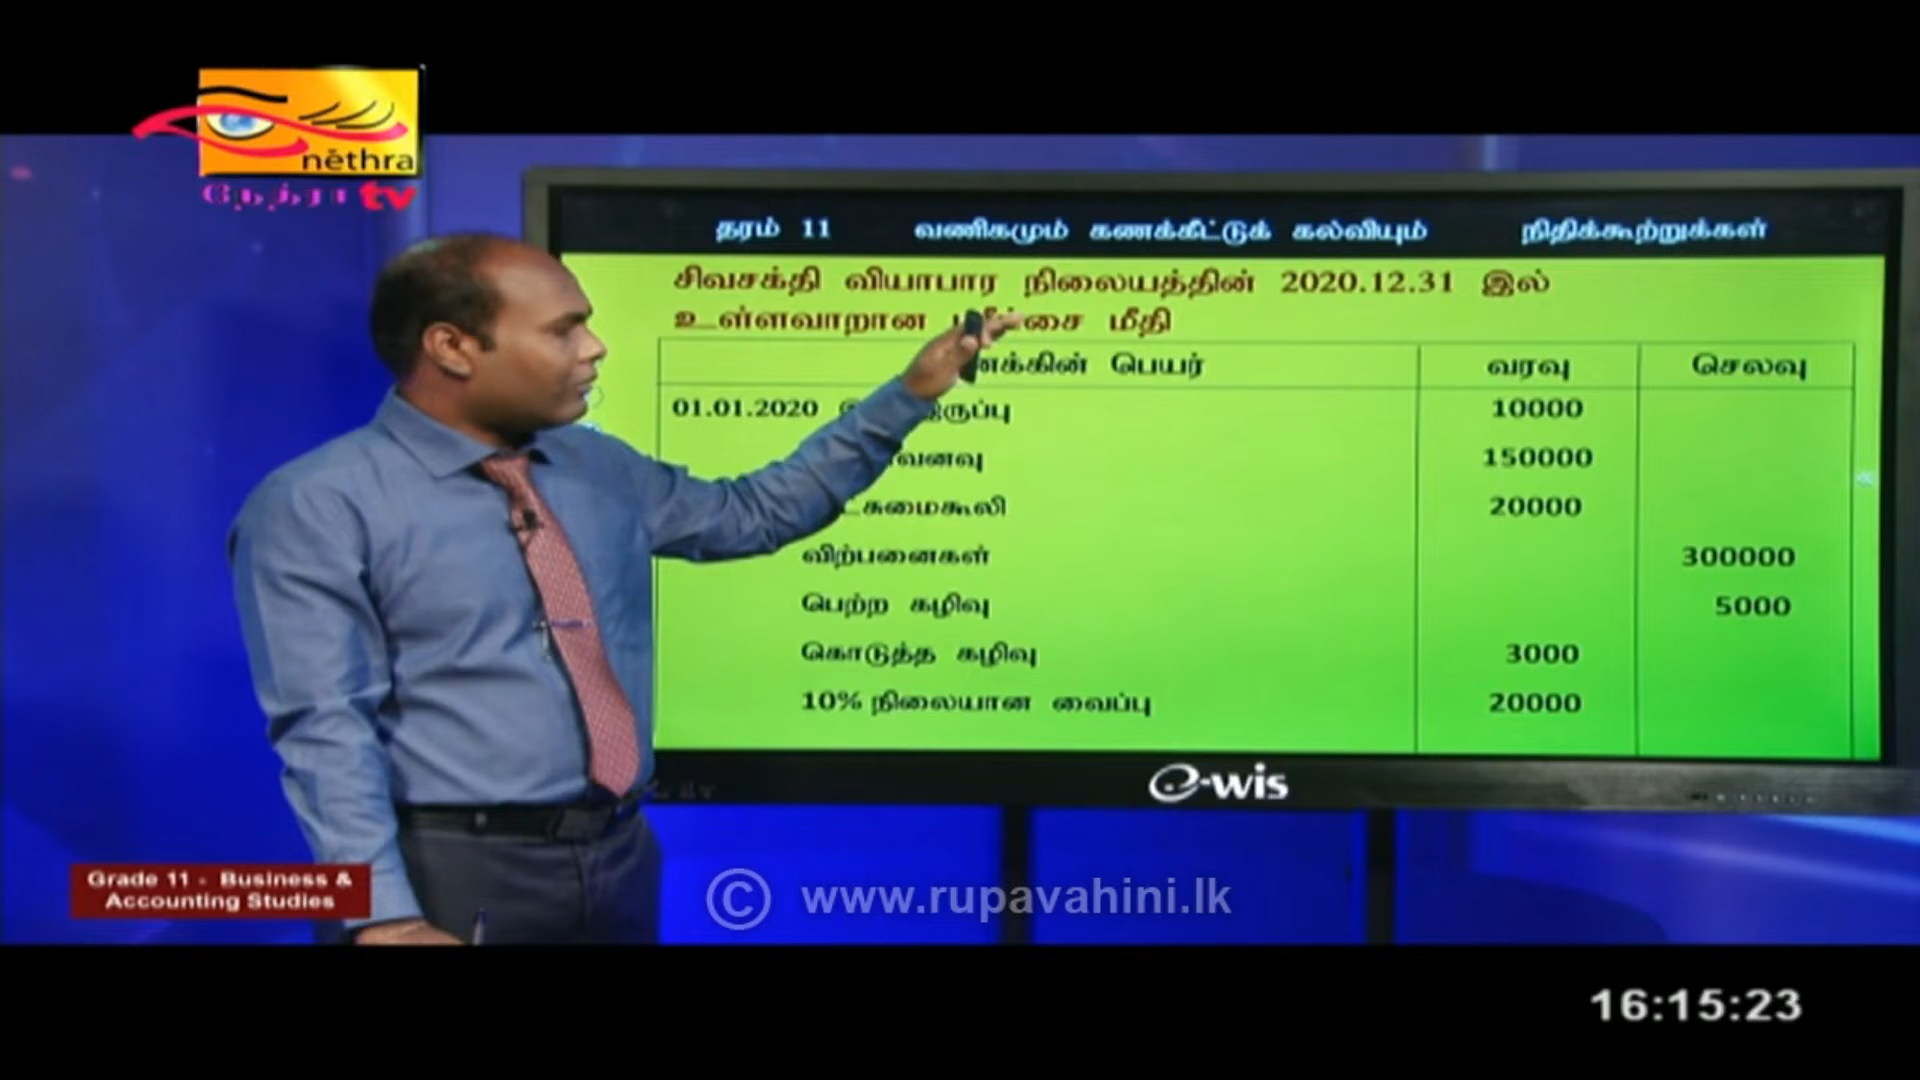 nēthra
நேத்ரா tv
தரம் 11 வணிகமும் கணக்கீட்டுக் கல்வியும் நிதிக்கூற்றுக்கள்
சிவசக்தி வியாபார நிலையத்தின் 2020.12.31 இல்
உள்ளவாறான மீதி
பெயர் வரவு செலவு
01.01.2020 10000
150000
20000
விற்பனைகள் 300000
பெற்ற கழிவு 5000
கொடுத்த கழிவு 3000
10% நிலையான வைப்பு 20000
e-wis
Grade 11 - Business &
Accounting Studies
© www.rupavahini.lk
16:15:23